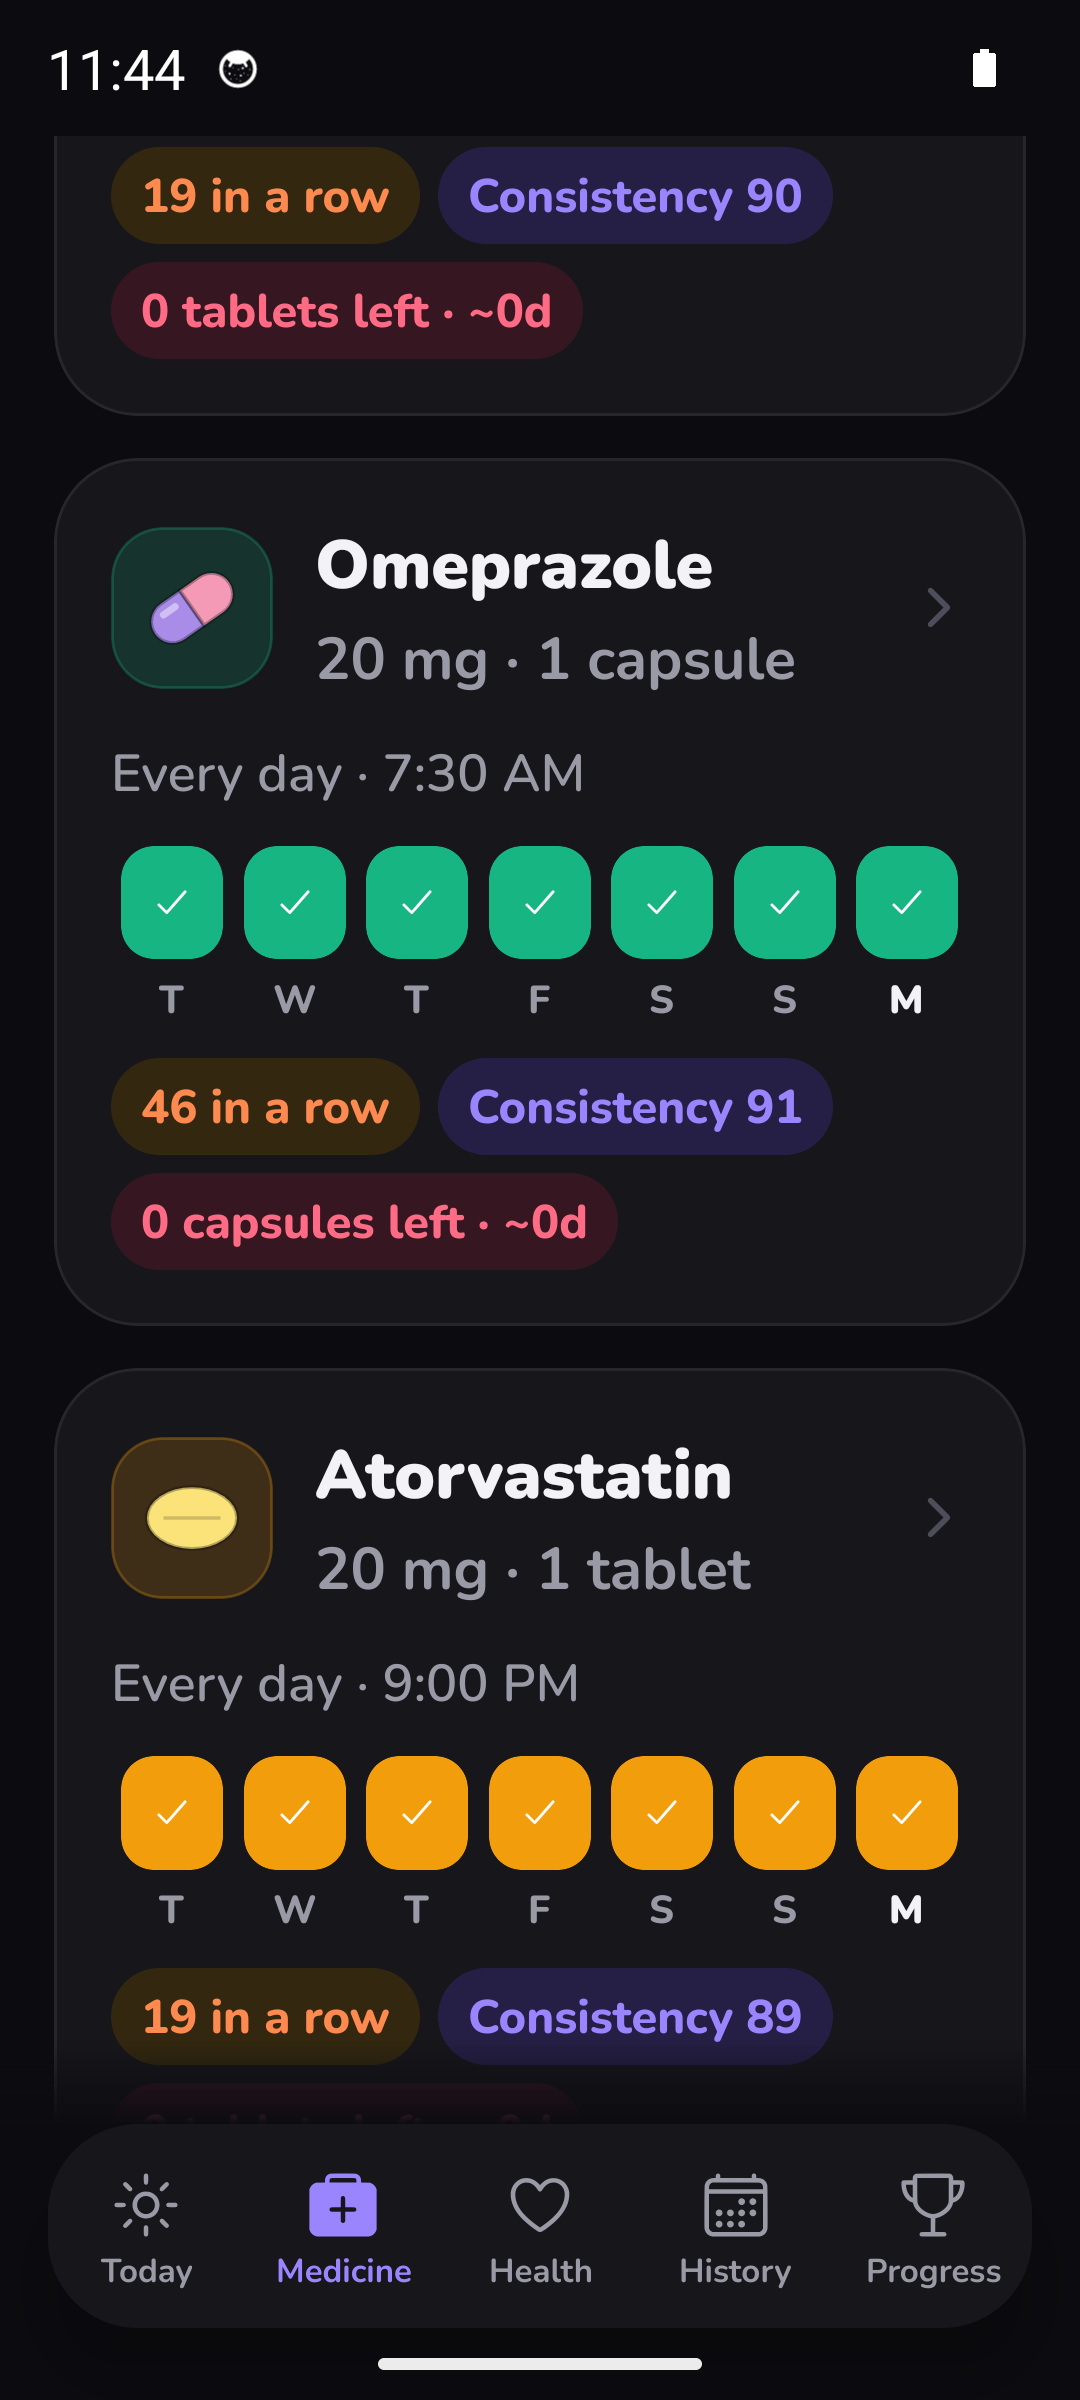 11:44
19 in a row
Consistency 90
0 tablets left · ~0d
Omeprazole
20 mg · 1 capsule
Every day · 7:30 AM
T W T F S S M
46 in a row
Consistency 91
0 capsules left · ~0d
Atorvastatin
20 mg · 1 tablet
Every day · 9:00 PM
T W T F S S M
19 in a row
Consistency 89
Today
Medicine
Health
History
Progress